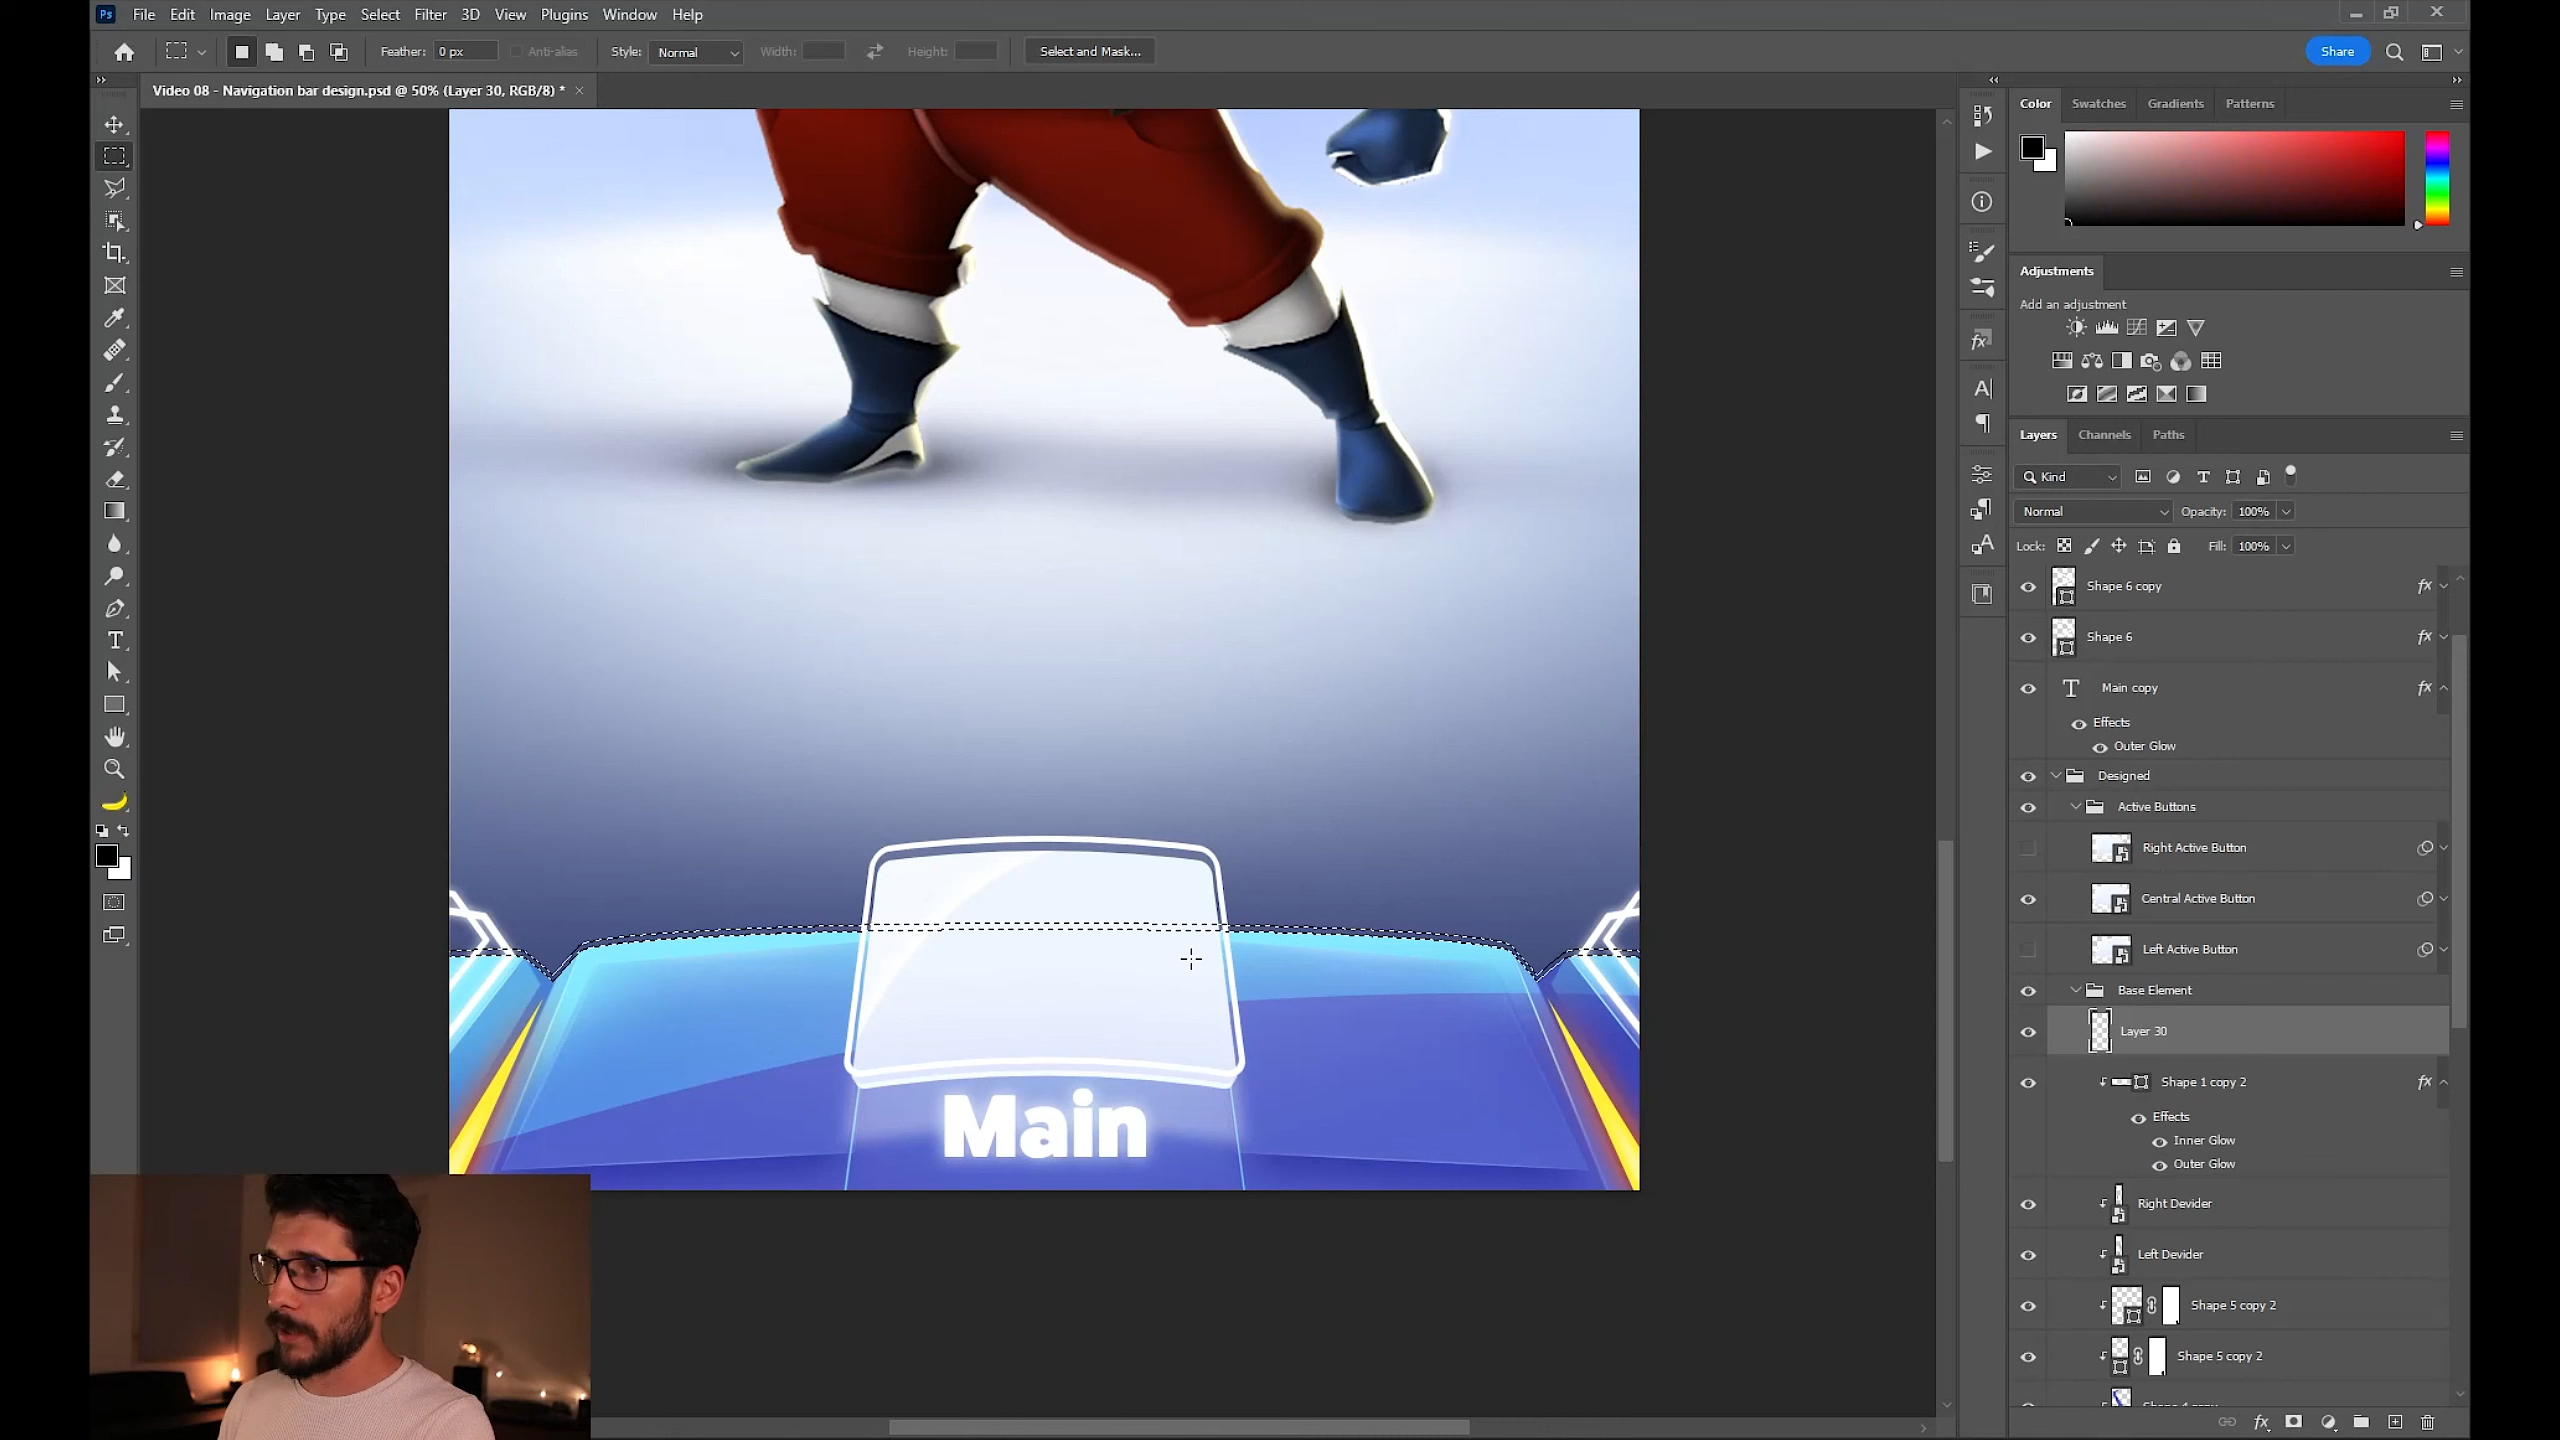 Ps File Edit Image Layer Type Select Filter 3D View Plugins Window Help
Feather: 0 px Anti-alias Style: Normal Width: Height: Select and Mask... Share
Video 08 - Navigation bar design.psd @ 50% (Layer 30, RGB/8) *
Color Swatches Gradients Patterns
Adjustments
Add an adjustment
Layers Channels Paths
Kind
Normal Opacity: 100%
Lock: Fill: 100%
Shape 6 copy fx
Shape 6 fx
Main copy fx
Effects
Outer Glow
Designed
Active Buttons
Right Active Button
Central Active Button
Left Active Button
Base Element
Layer 30
Shape 1 copy 2 fx
Effects
Inner Glow
Outer Glow
Right Devider
Left Devider
Shape 5 copy 2
Shape 5 copy 2
Main